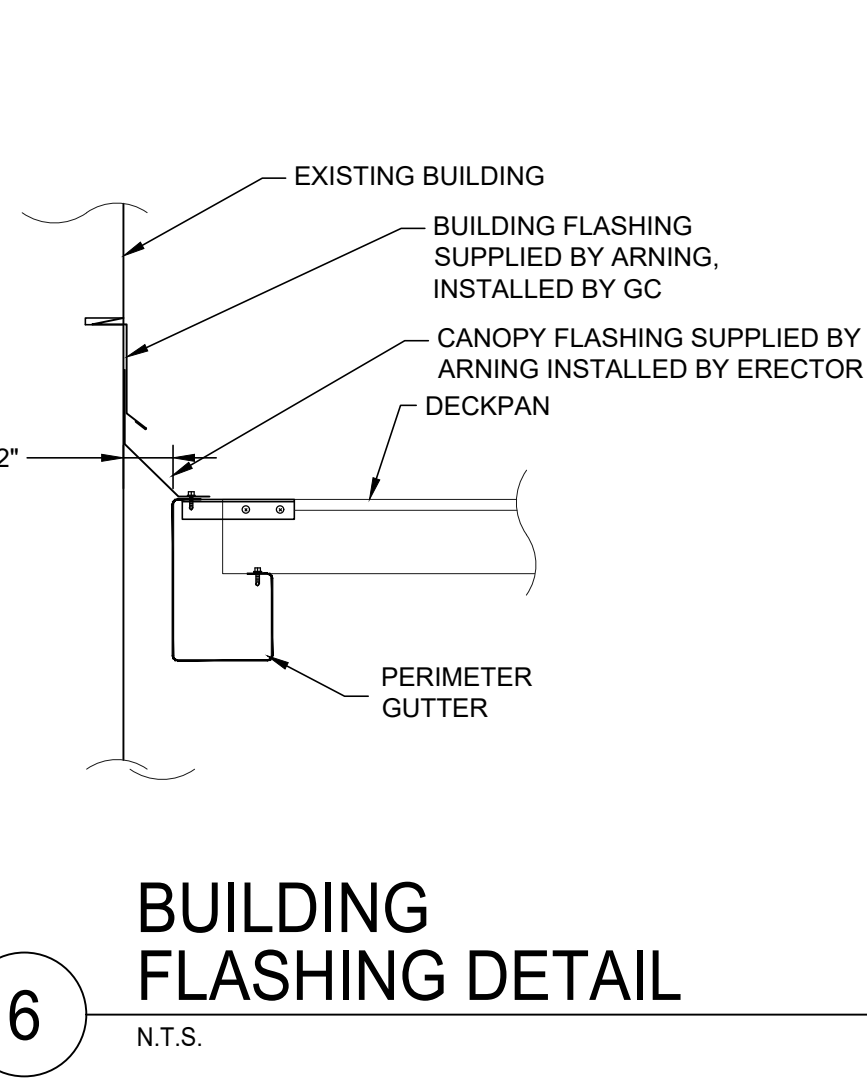 EXISTING BUILDING
BUILDING FLASHING
SUPPLIED BY ARNING,
INSTALLED BY GC
CANOPY FLASHING SUPPLIED BY
ARNING INSTALLED BY ERECTOR
DECKPAN
2"
PERIMETER
GUTTER
BUILDING
FLASHING DETAIL
6
N.T.S.